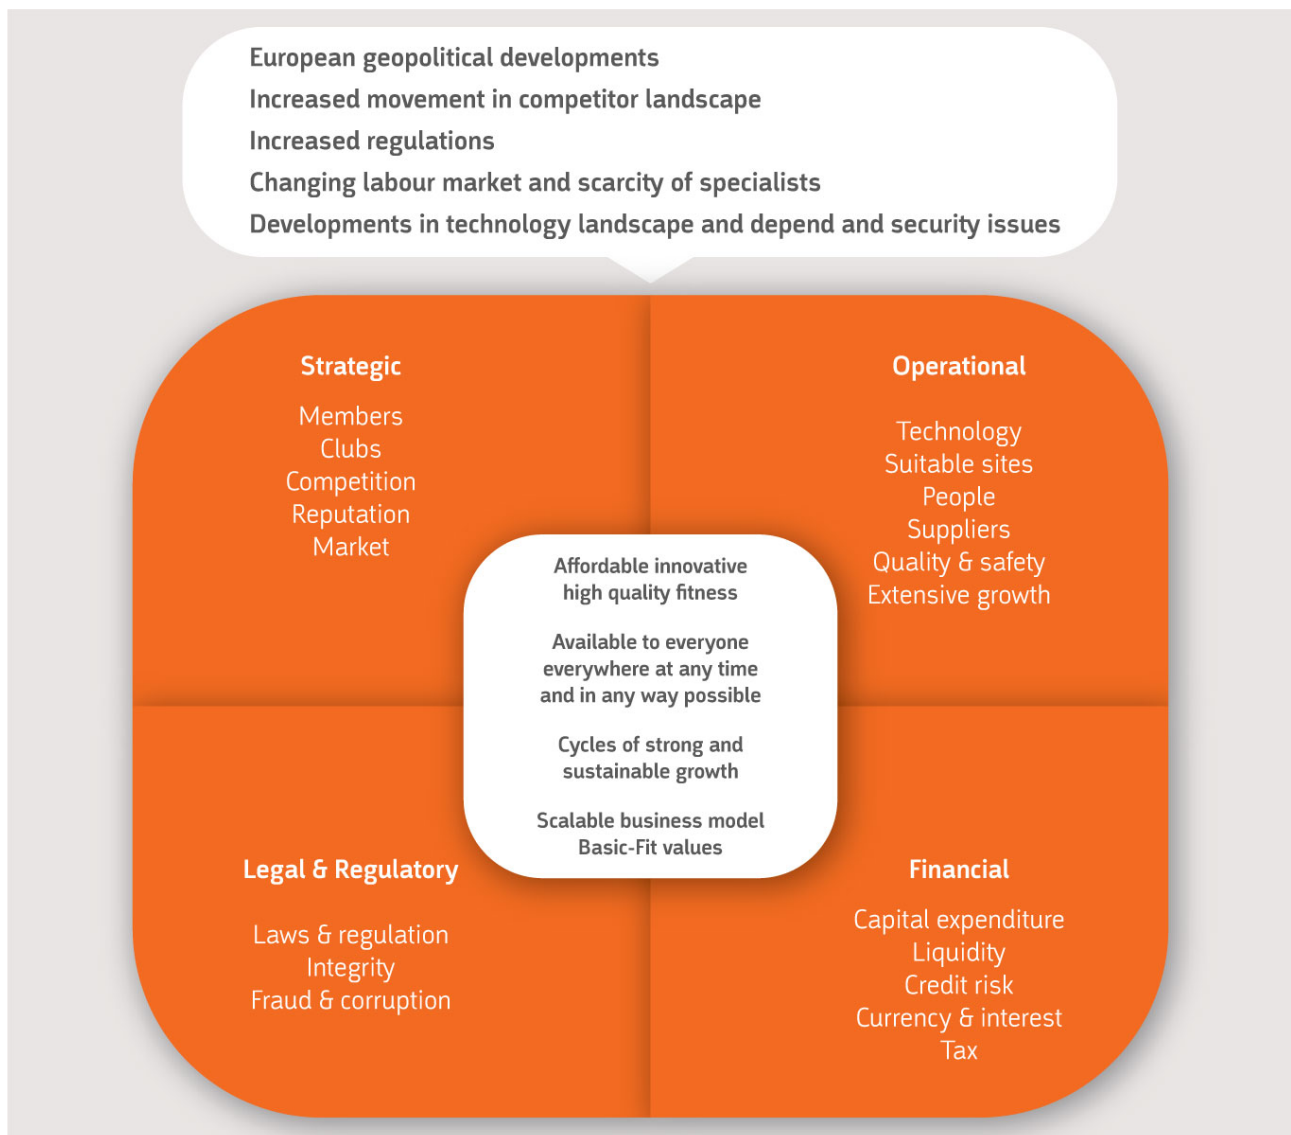 European geopolitical developments
Increased movement in competitor landscape
Increased regulations
Changing labour market and scarcity of specialists
Developments in technology landscape and depend and security issues
Strategic
Members
Clubs
Competition
Reputation
Market
Operational
Technology
Suitable sites
People
Suppliers
Quality & safety
Extensive growth
Affordable innovative
high quality fitness
Available to everyone
everywhere at any time
and in any way possible
Cycles of strong and
sustainable growth
Scalable business model
Basic-Fit values
Legal & Regulatory
Laws & regulation
Integrity
Fraud & corruption
Financial
Capital expenditure
Liquidity
Credit risk
Currency & interest
Tax